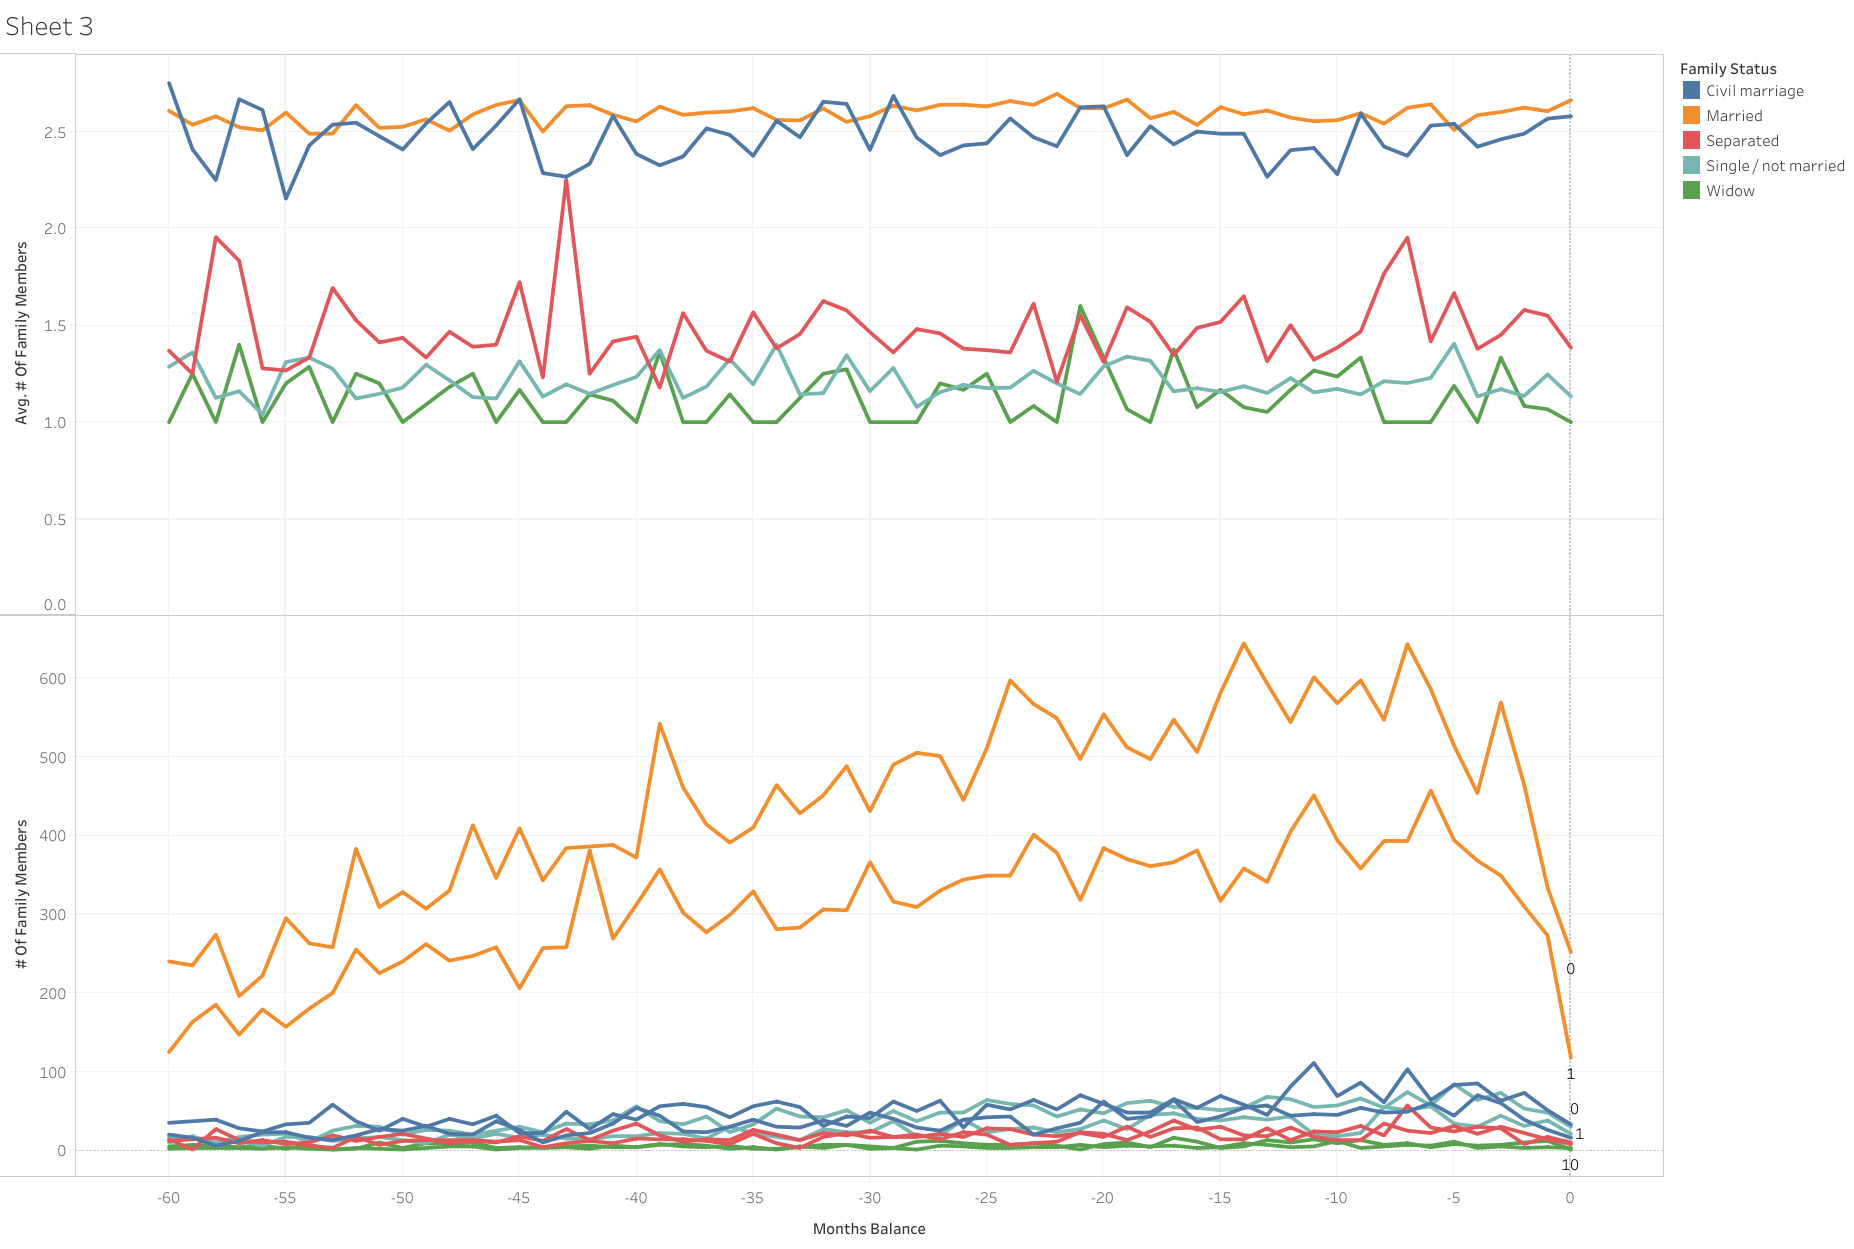 Sheet 3
Family Status
Civil marriage
Married
Separated
Single / not married
Widow
Avg. # Of Family Members
2.5
2.0
1.5
1.0
0.5
0.0
# Of Family Members
600
500
400
300
200
100
0
0
1
0
1
10
-60 -55 -50 -45 -40 -35 -30 -25 -20 -15 -10 -5 0
Months Balance